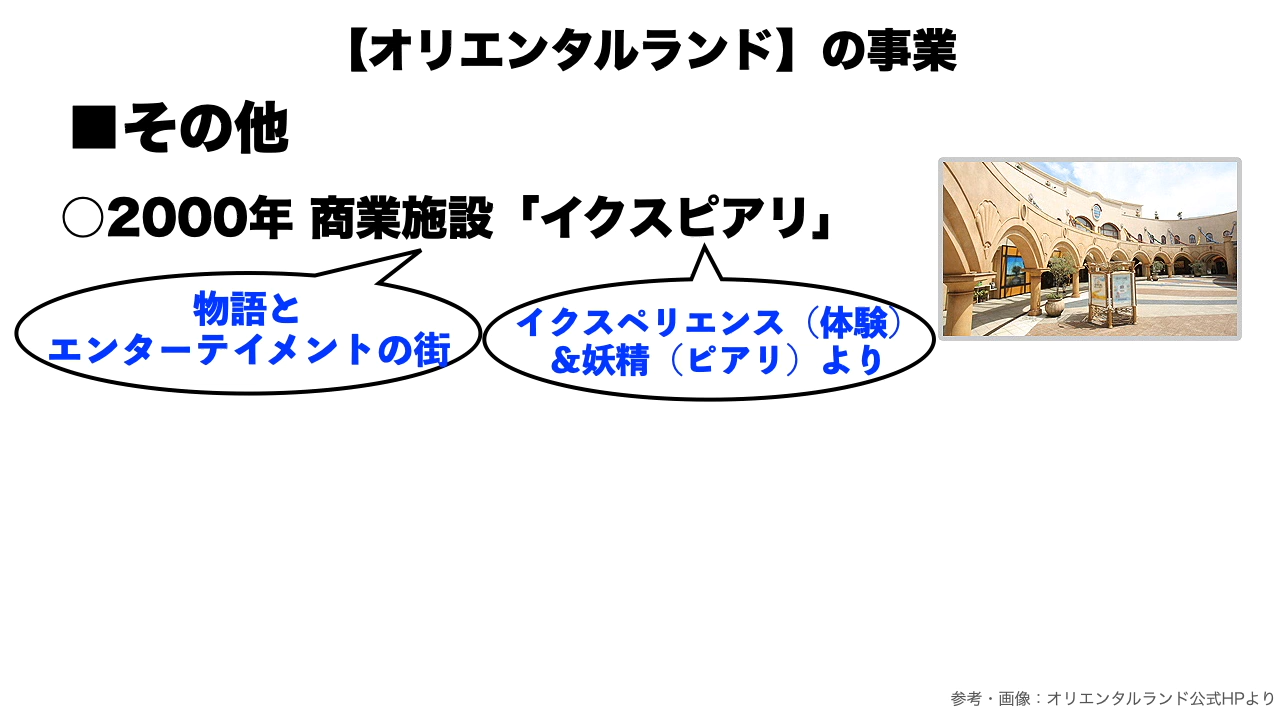 【オリエンタルランド】の事業
■その他
○2000年 商業施設「イクスピアリ」
物語と
エンターテイメントの街
イクスペリエンス（体験）
＆妖精（ピアリ）より
参考・画像：オリエンタルランド公式HPより